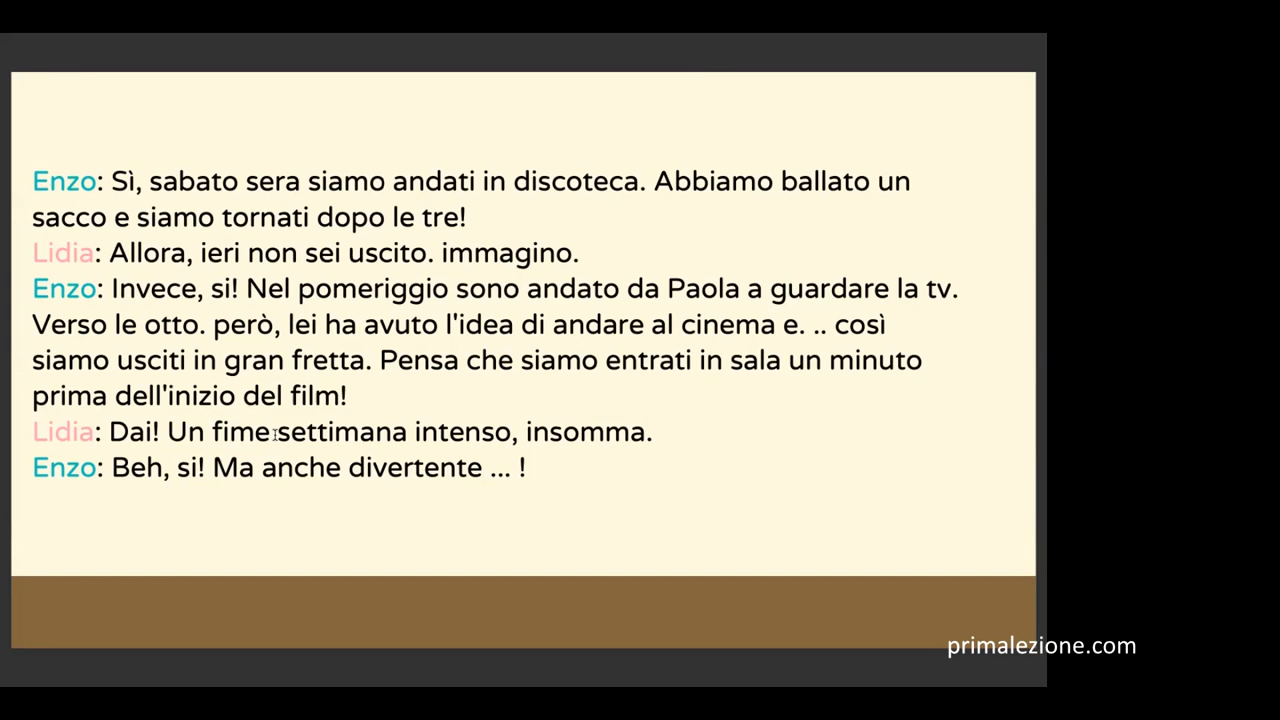 Enzo: Sì, sabato sera siamo andati in discoteca. Abbiamo ballato un
sacco e siamo tornati dopo le tre!
Lidia: Allora, ieri non sei uscito. immagino.
Enzo: Invece, si! Nel pomeriggio sono andato da Paola a guardare la tv.
Verso le otto. però, lei ha avuto l'idea di andare al cinema e. .. così
siamo usciti in gran fretta. Pensa che siamo entrati in sala un minuto
prima dell'inizio del film!
Lidia: Dai! Un fime settimana intenso, insomma.
Enzo: Beh, si! Ma anche divertente ... !
primalezione.com